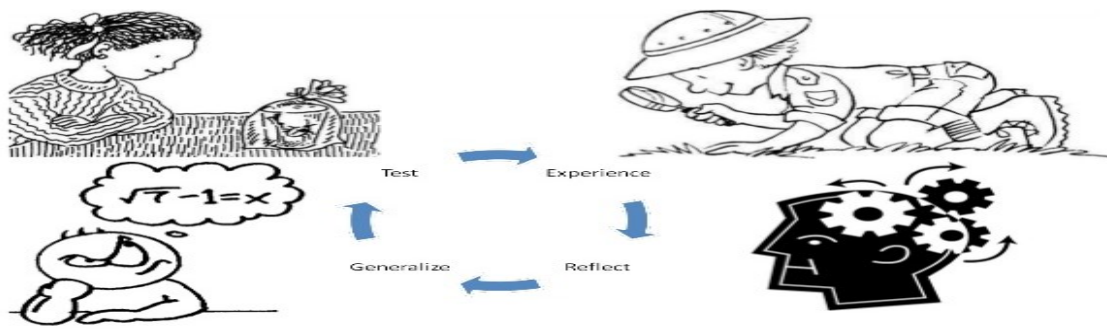 Test
Experience
√7 -1=x
Generalize
Reflect